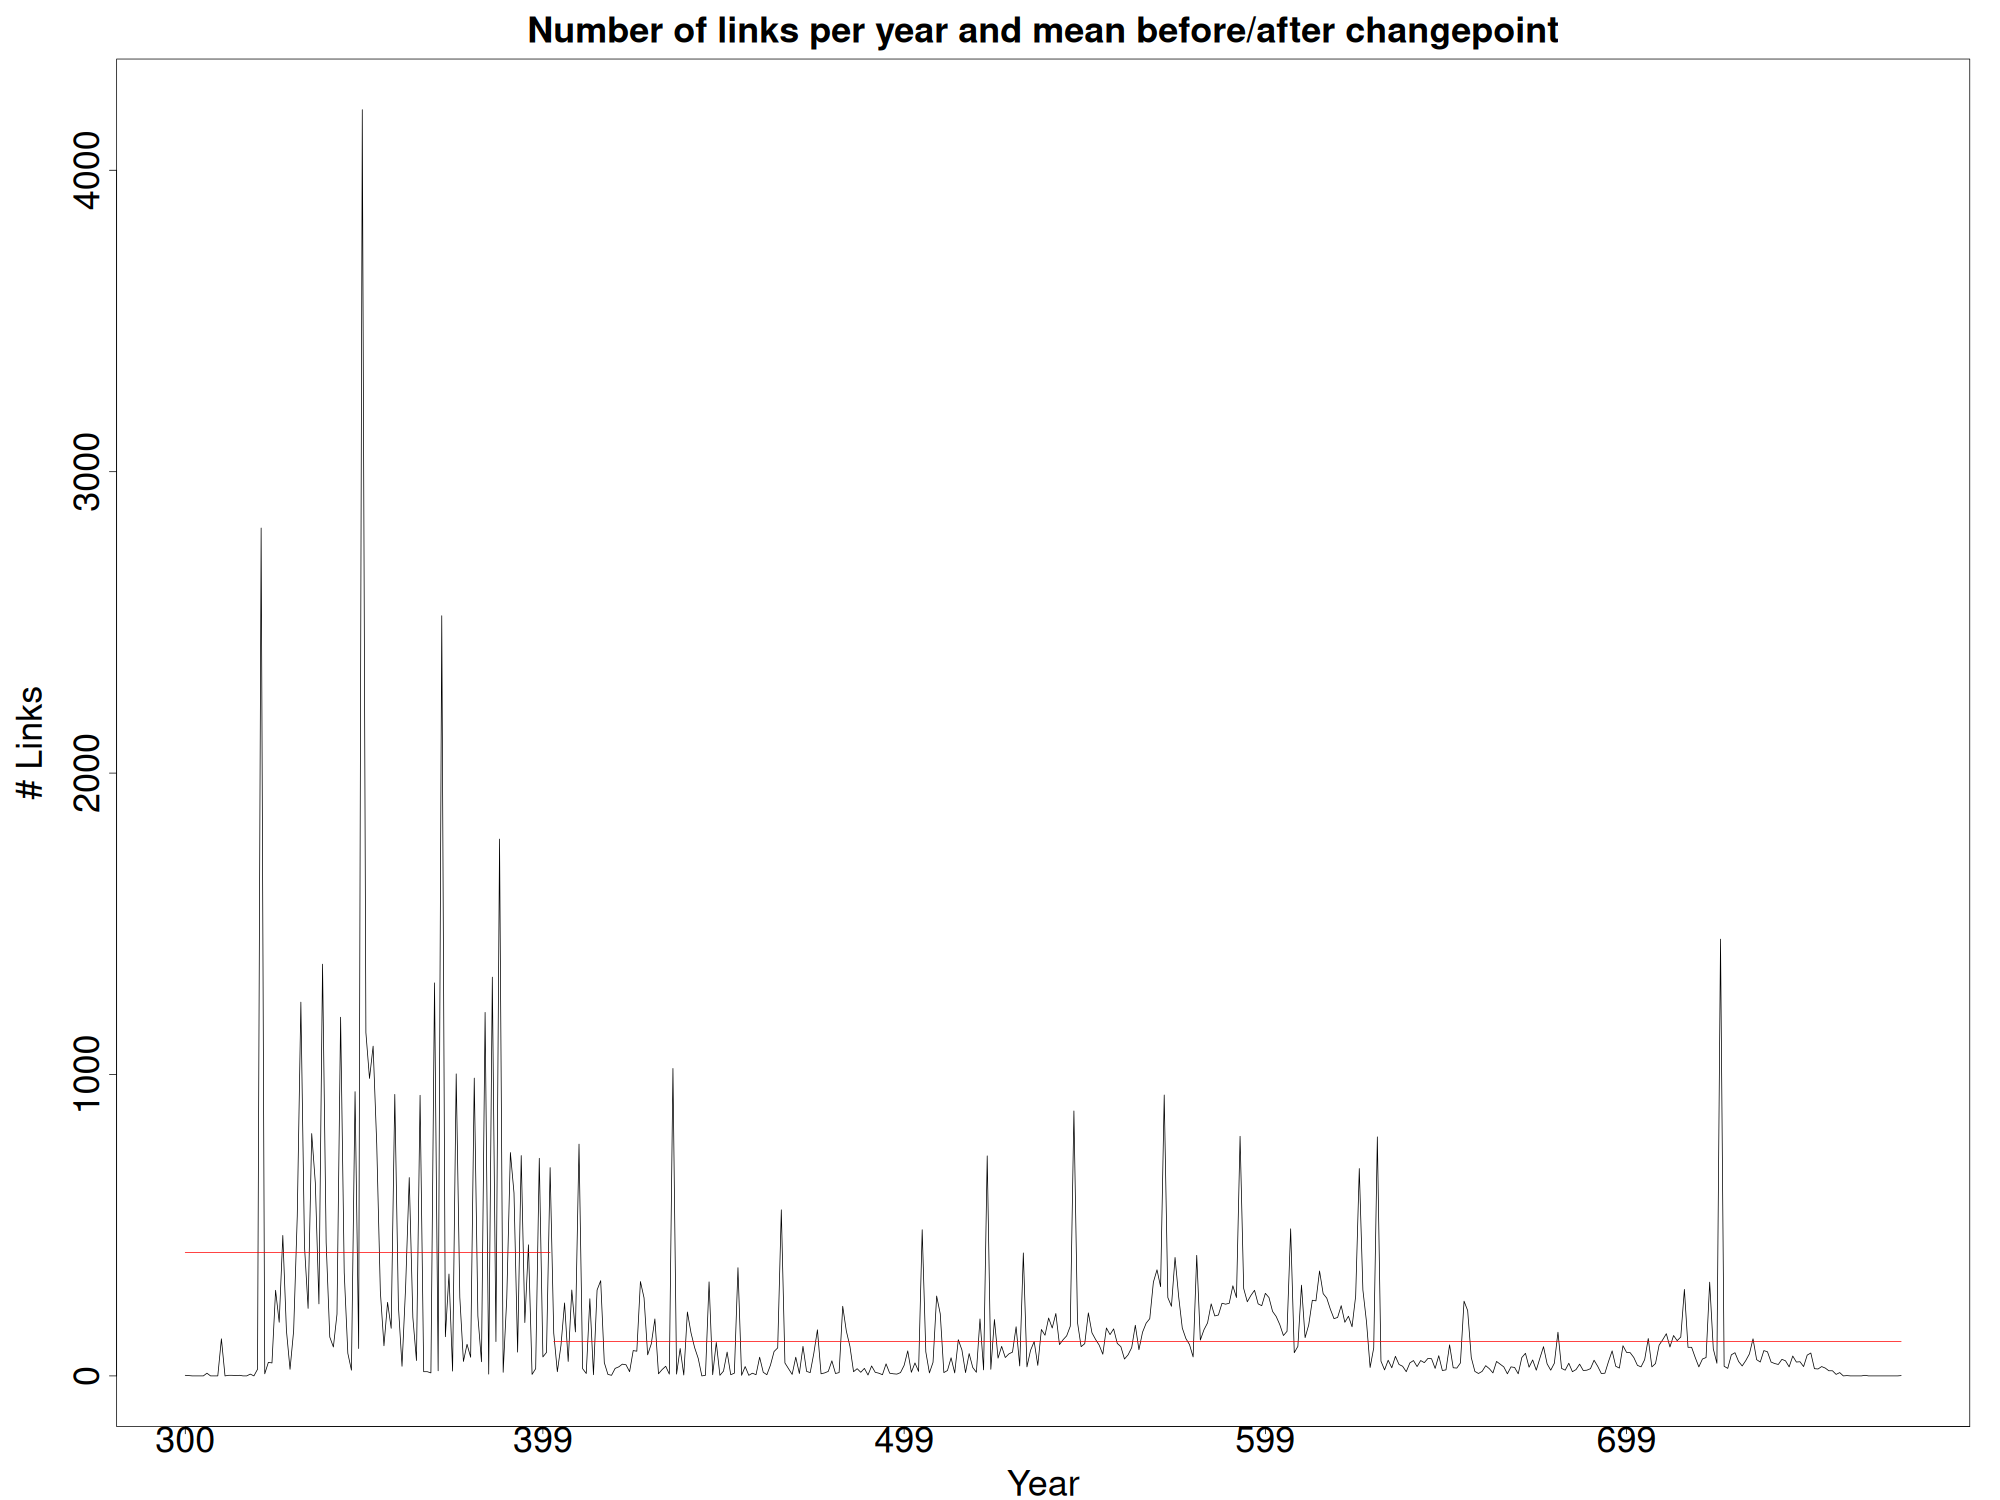 Number of links per year and mean before/after changepoint
# Links
4000
3000
2000
1000
0
300 399 499 599 699
Year